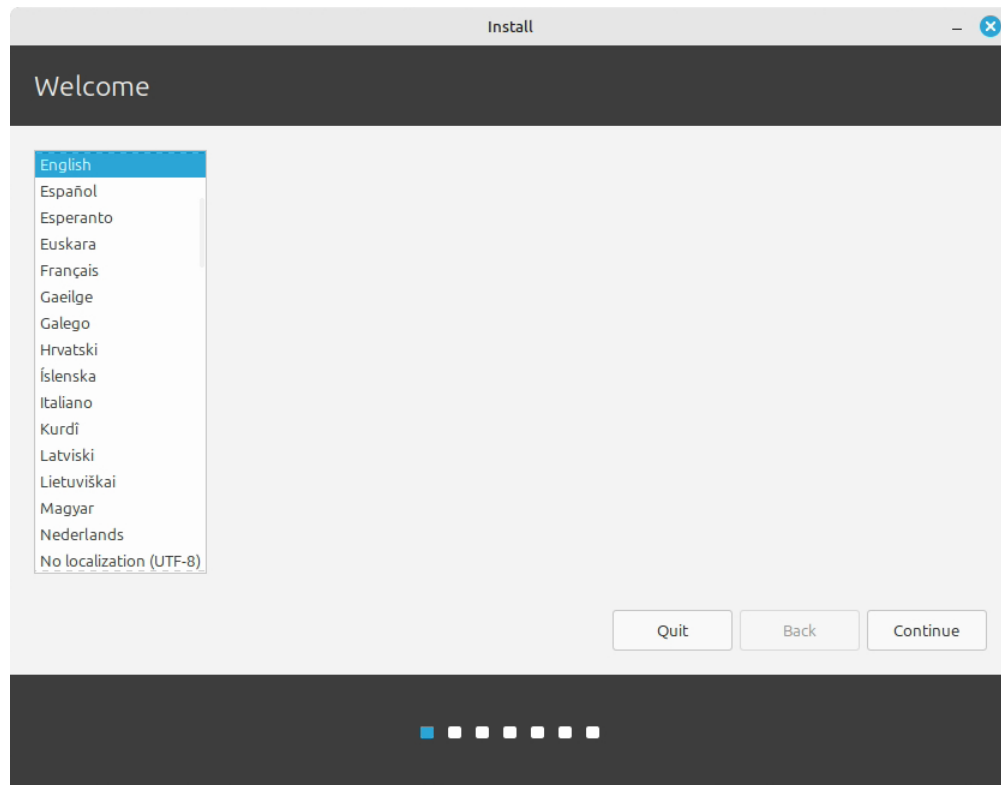 Install
Welcome
English
Español
Esperanto
Euskara
Français
Gaeilge
Galego
Hrvatski
Íslenska
Italiano
Kurdî
Latviski
Lietuviškai
Magyar
Nederlands
No localization (UTF-8)
Quit Back Continue